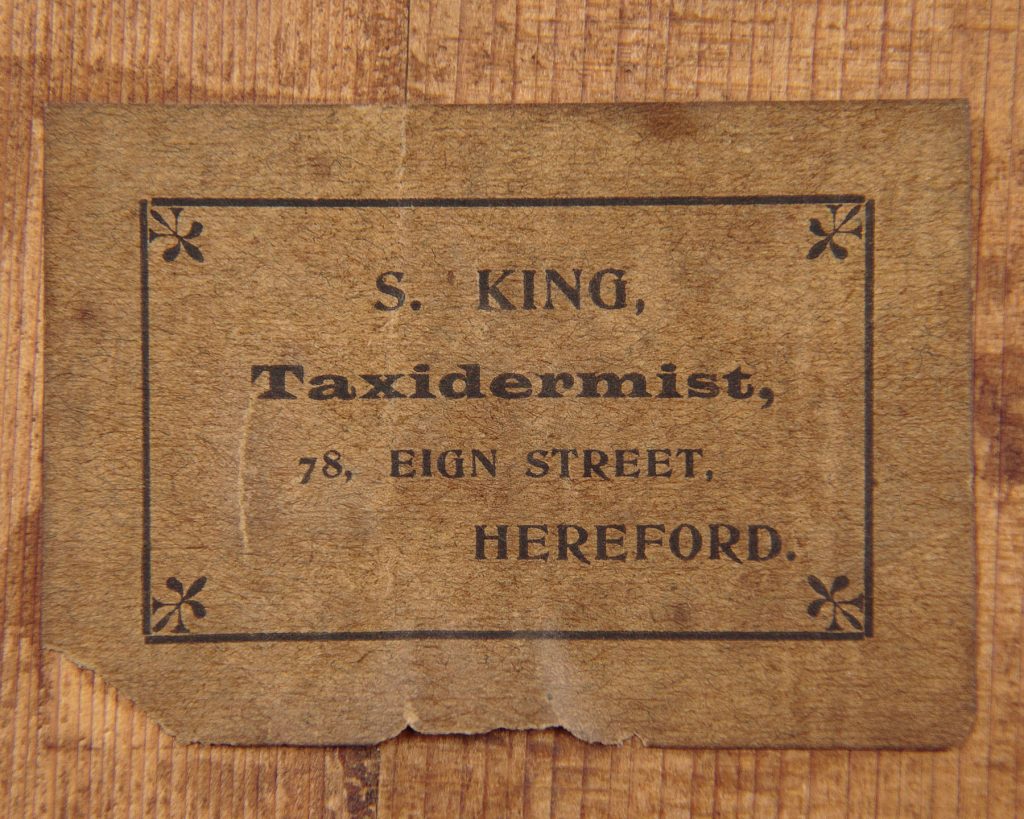 S. KING,
Taxidermist,
78, EIGN STREET,
HEREFORD.